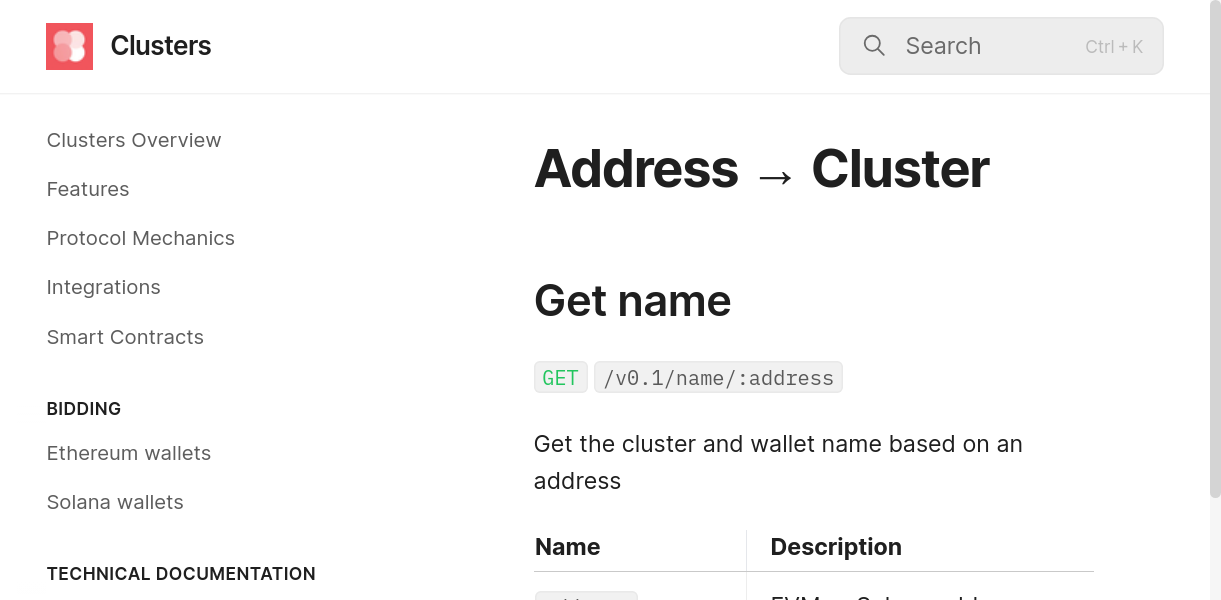 Clusters
Search
Ctrl + K
Clusters Overview
Features
Protocol Mechanics
Integrations
Smart Contracts
BIDDING
Ethereum wallets
Solana wallets
TECHNICAL DOCUMENTATION
Address → Cluster
Get name
GET /v0.1/name/:address
Get the cluster and wallet name based on an
address
Name Description